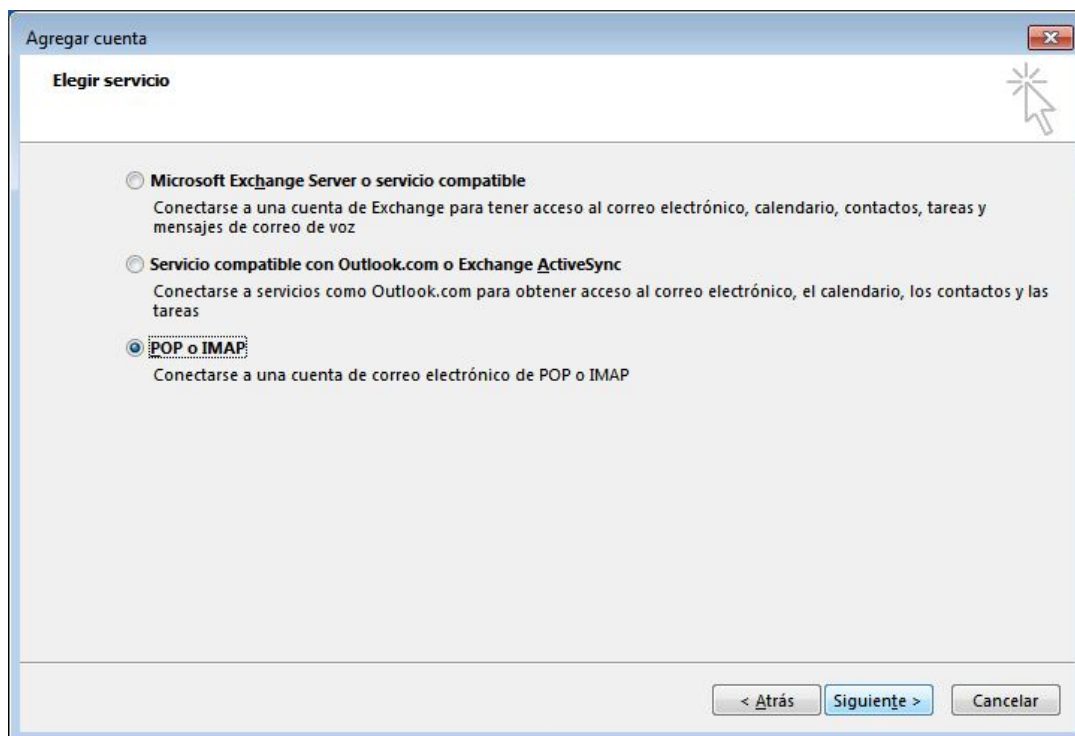 Agregar cuenta
Elegir servicio
Microsoft Exchange Server o servicio compatible
Conectarse a una cuenta de Exchange para tener acceso al correo electrónico, calendario, contactos, tareas y
mensajes de correo de voz
Servicio compatible con Outlook.com o Exchange ActiveSync
Conectarse a servicios como Outlook.com para obtener acceso al correo electrónico, el calendario, los contactos y las
tareas
POP o IMAP
Conectarse a una cuenta de correo electrónico de POP o IMAP
< Atrás Siguiente > Cancelar